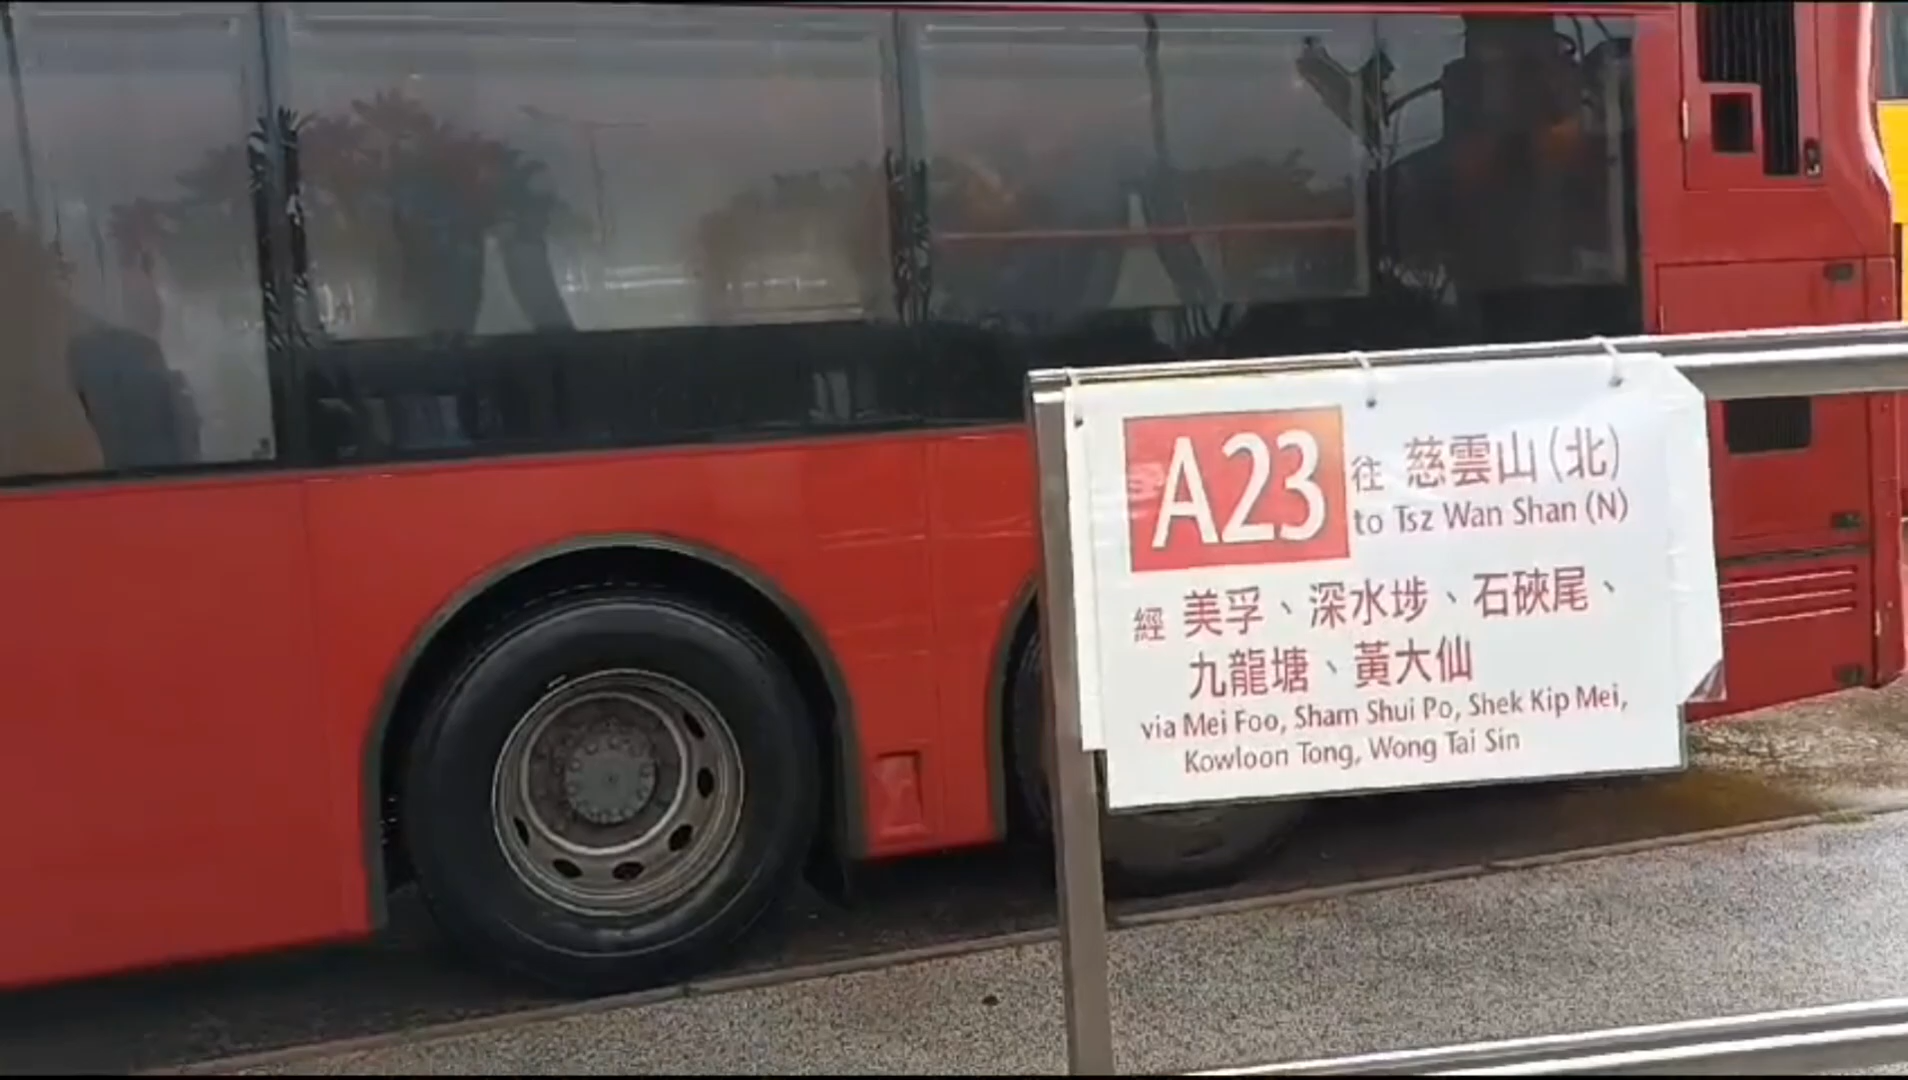 A23 往 慈雲山(北)
to Tsz Wan Shan (N)
經 美孚、深水埗、石硤尾、
九龍塘、黃大仙
via Mei Foo, Sham Shui Po, Shek Kip Mei,
Kowloon Tong, Wong Tai Sin